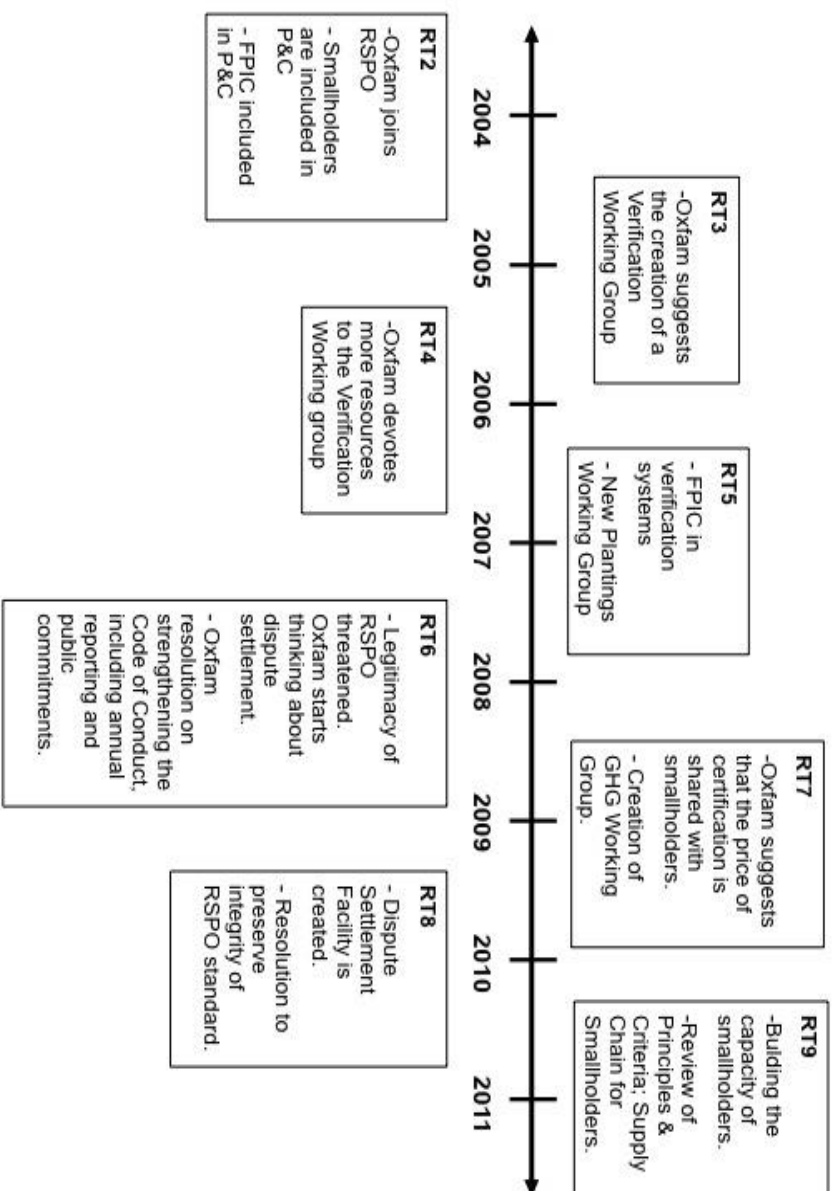 RT3
-Oxfam suggests
the creation of a
Verification
Working Group
RT5
- FPIC in
verification
systems
- New Plantings
Working Group
RT7
-Oxfam suggests
that the price of
certification is
shared with
smallholders.
- Creation of
GHG Working
Group.
RT9
-Bulding the
capacity of
smallholders.
-Review of
Principles &
Criteria; Supply
Chain for
Smallholders.
2004 2005 2006 2007 2008 2009 2010 2011
RT2
-Oxfam joins
RSPO
- Smallholders
are included in
P&C
- FPIC included
in P&C
RT4
-Oxfam devotes
more resources
to the Verification
Working group
RT6
- Legitimacy of
RSPO
threatened.
Oxfam starts
thinking about
dispute
settlement.
- Oxfam
resolution on
strengthening the
Code of Conduct,
including annual
reporting and
public
commitments.
RT8
- Dispute
Settlement
Facility is
created.
- Resolution to
preserve
integrity of
RSPO standard.